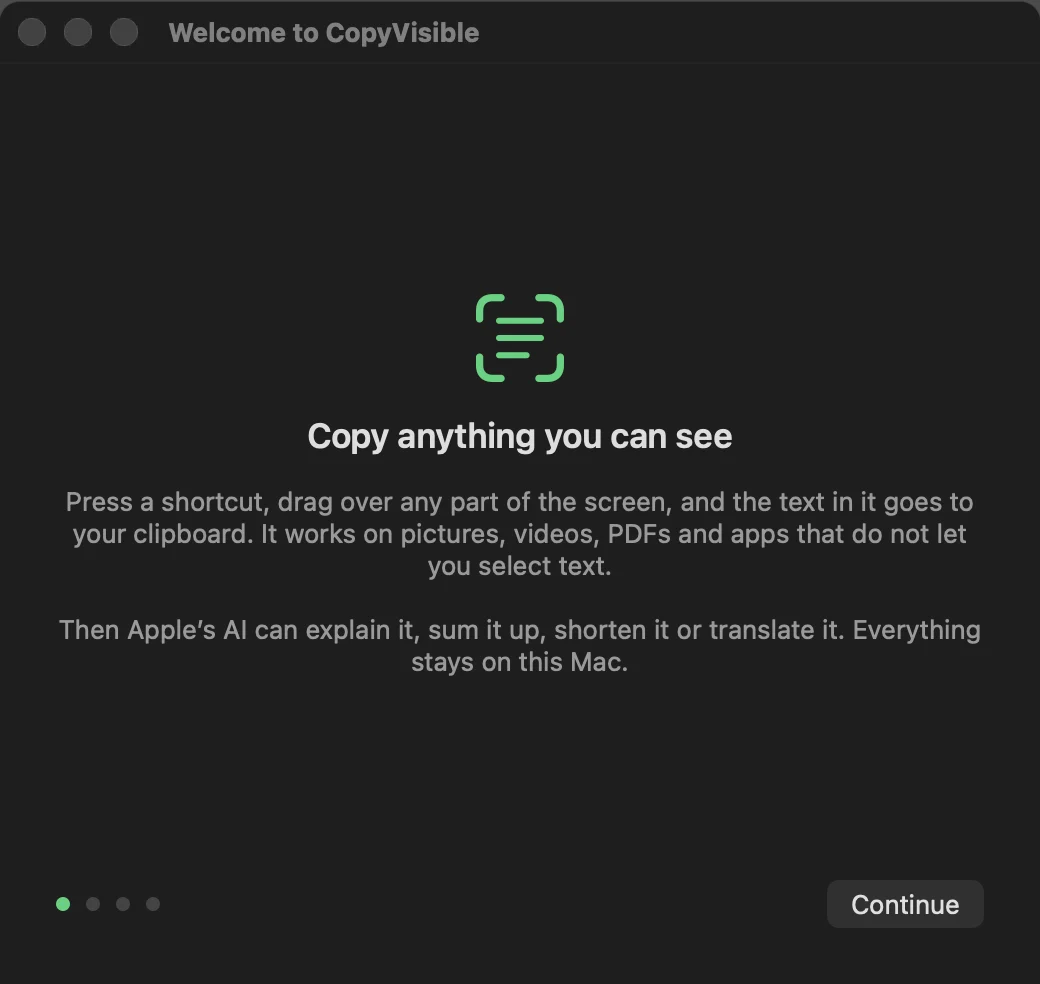 Welcome to CopyVisible
Copy anything you can see
Press a shortcut, drag over any part of the screen, and the text in it goes to
your clipboard. It works on pictures, videos, PDFs and apps that do not let
you select text.
Then Apple’s AI can explain it, sum it up, shorten it or translate it. Everything
stays on this Mac.
Continue